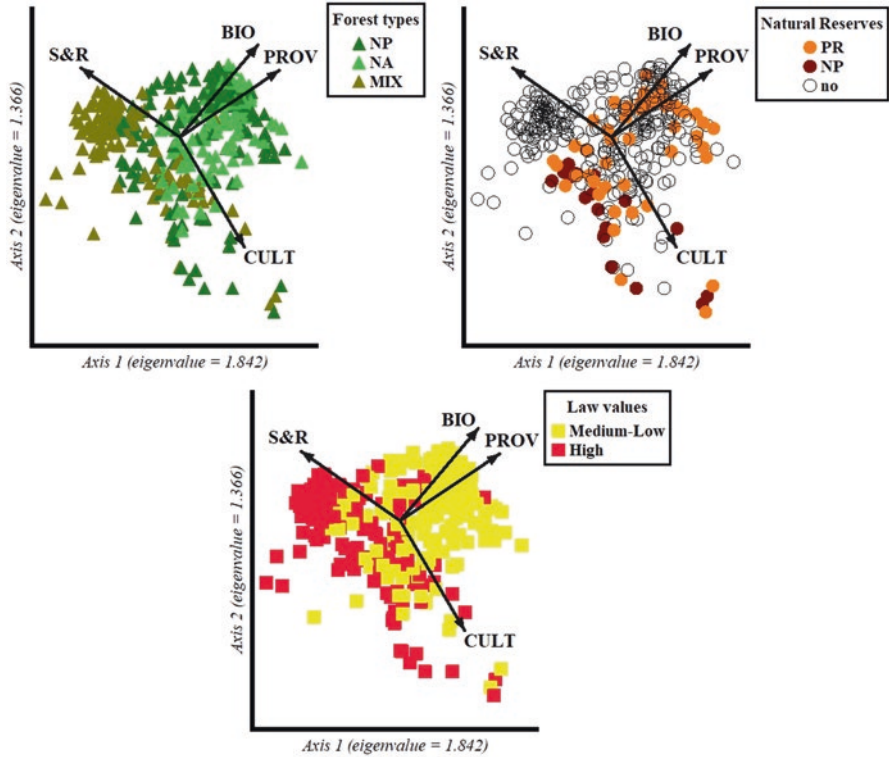 Forest types
NP
NA
MIX
BIO
PROV
S&R
CULT
Axis 2 (eigenvalue = 1.366)
Axis 1 (eigenvalue = 1.842)
Natural Reserves
PR
NP
no
BIO
PROV
S&R
CULT
Axis 2 (eigenvalue = 1.366)
Axis 1 (eigenvalue = 1.842)
Law values
Medium-Low
High
BIO
PROV
S&R
CULT
Axis 2 (eigenvalue = 1.366)
Axis 1 (eigenvalue = 1.842)